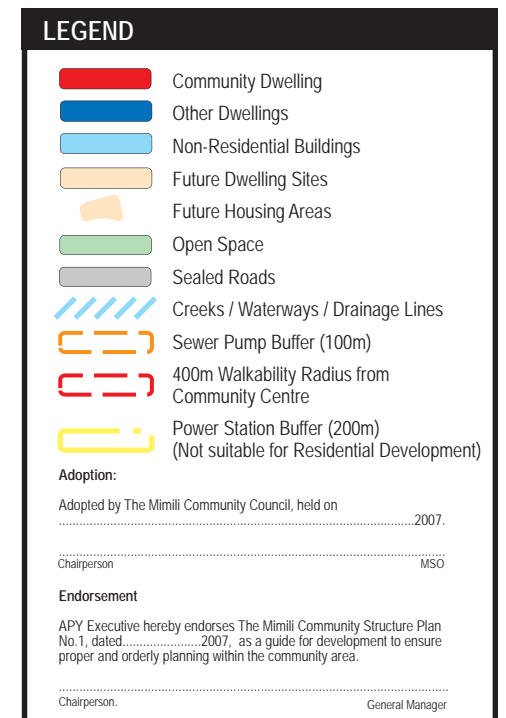 LEGEND
Community Dwelling
Other Dwellings
Non-Residential Buildings
Future Dwelling Sites
Future Housing Areas
Open Space
Sealed Roads
Creeks / Waterways / Drainage Lines
Sewer Pump Buffer (100m)
400m Walkability Radius from
Community Centre
Power Station Buffer (200m)
(Not suitable for Residential Development)
Adoption:
Adopted by The Mimili Community Council, held on
........................................................................................................2007.
.................................................................................................................
Chairperson MSO
Endorsement
APY Executive hereby endorses The Mimili Community Structure Plan
No.1, dated.......................2007, as a guide for development to ensure
proper and orderly planning within the community area.
.................................................................................................................
Chairperson. General Manager